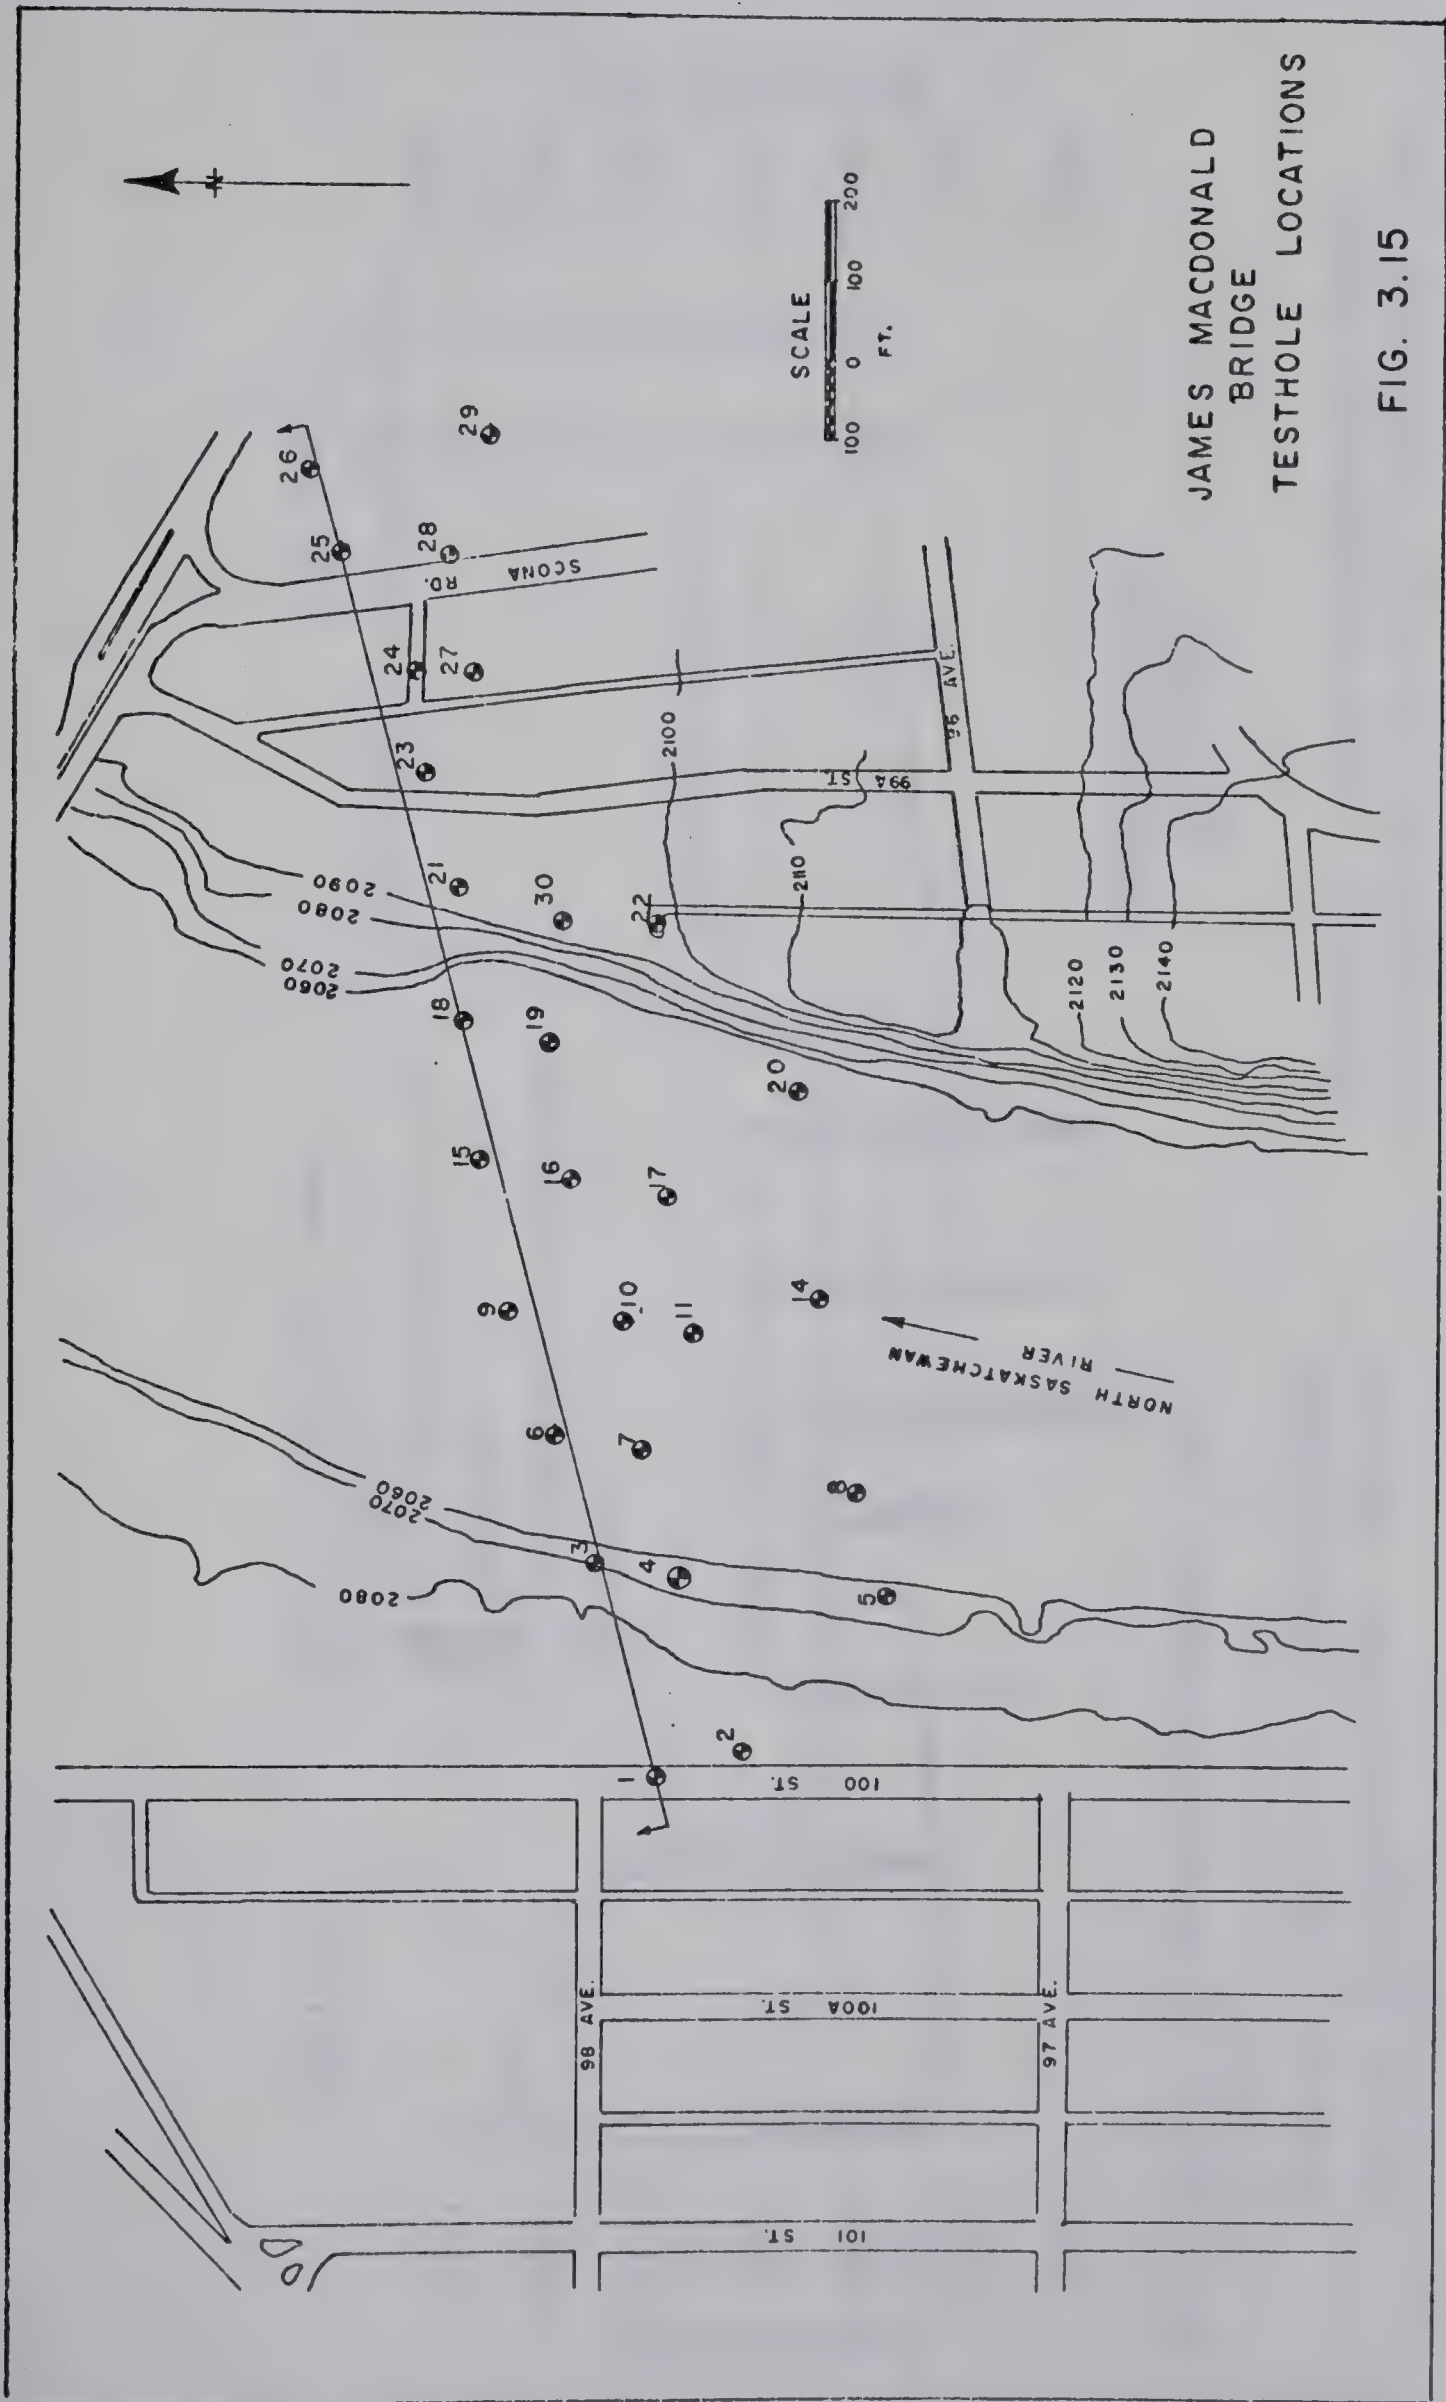 N
SCALE
100 0 100 200
FT.
JAMES MACDONALD
BRIDGE
TESTHOLE LOCATIONS
FIG. 3.15
101 ST.
100A ST.
100 ST.
98 AVE.
97 AVE.
96 AVE.
99A ST.
SCONA RD.
NORTH SASKATCHEWAN
RIVER
2080
2070
2060
2060
2070
2080
2090
2100
2110
2120
2130
2140
1
2
3
4
5
6
7
8
9
10
11
14
15
16
17
18
19
20
21
22
23
24
25
26
27
28
29
30